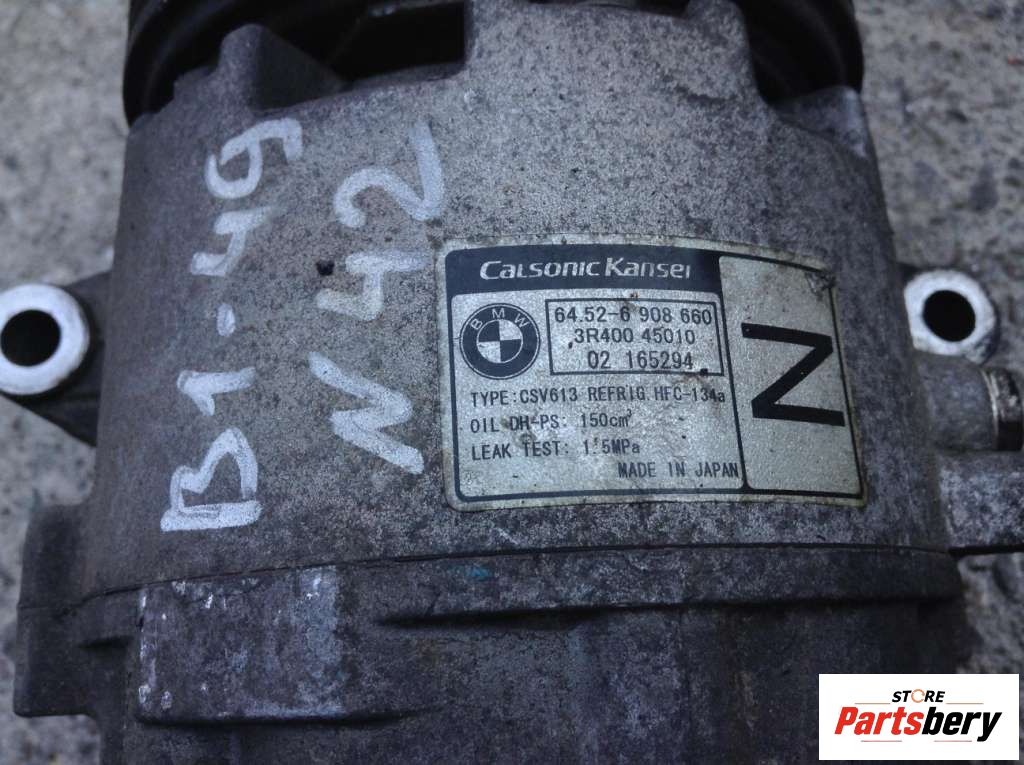 B1-49
N42
CALSONIC KANSEI
BMW
64.52-6 908 660
3R400 45010
02 165294
TYPE:CSV613 REFRIG HFC-134a
OIL DH-PS: 150cm³
LEAK TEST: 1.5MPa
MADE IN JAPAN
N
STORE
Partsbery